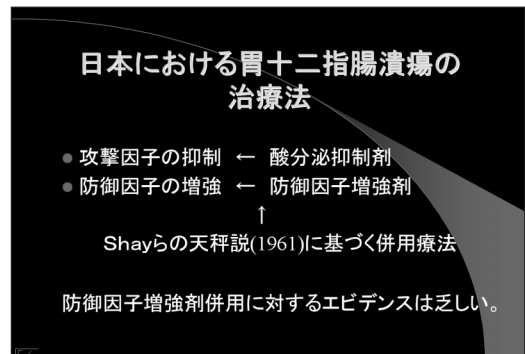 日本における胃十二指腸潰瘍の
治療法
● 攻撃因子の抑制 ← 酸分泌抑制剤
● 防御因子の増強 ← 防御因子増強剤
↑
Shayらの天秤説(1961)に基づく併用療法
防御因子増強剤併用に対するエビデンスは乏しい。